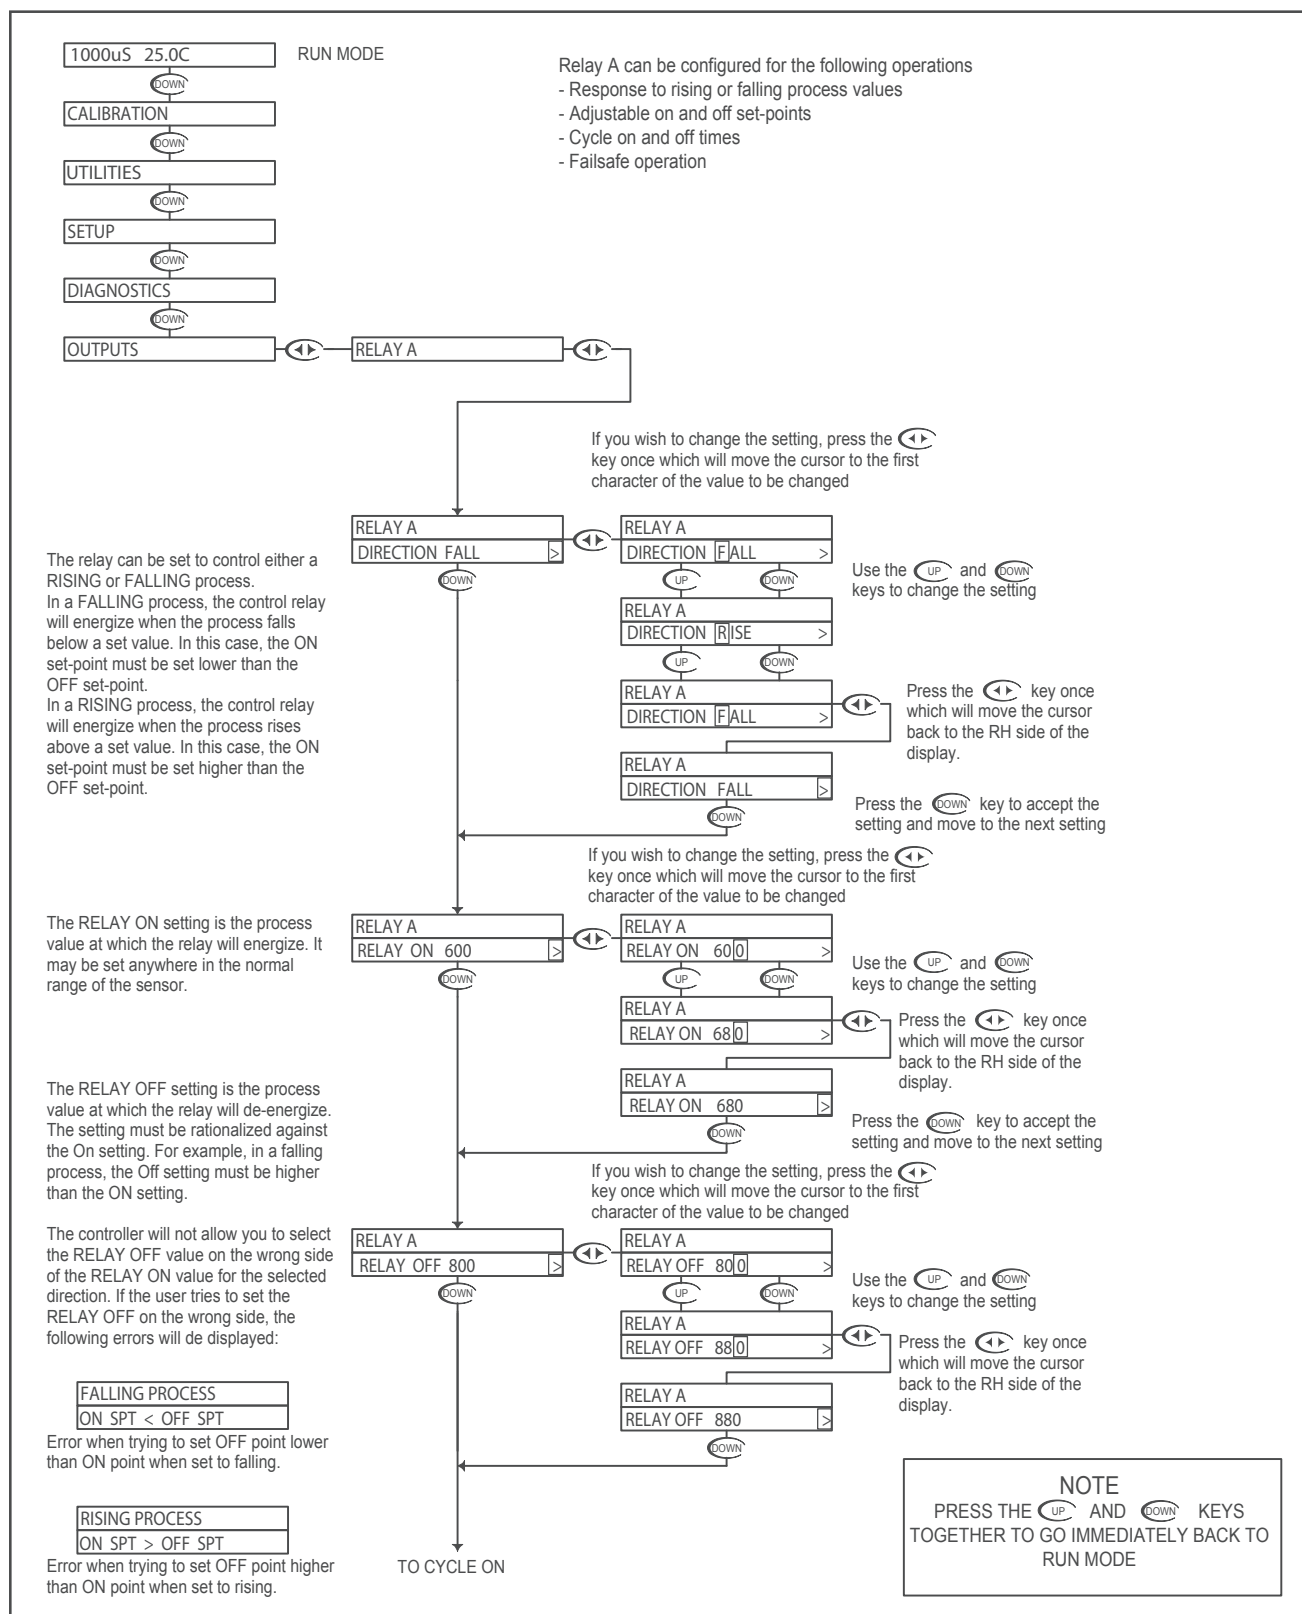 1000uS 25.0C
RUN MODE
Relay A can be configured for the following operations
- Response to rising or falling process values
- Adjustable on and off set-points
- Cycle on and off times
- Failsafe operation
DOWN
CALIBRATION
DOWN
UTILITIES
DOWN
SETUP
DOWN
DIAGNOSTICS
DOWN
OUTPUTS
RELAY A
If you wish to change the setting, press the
key once which will move the cursor to the first
character of the value to be changed
The relay can be set to control either a
RISING or FALLING process.
In a FALLING process, the control relay
will energize when the process falls
below a set value. In this case, the ON
set-point must be set lower than the
OFF set-point.
In a RISING process, the control relay
will energize when the process rises
above a set value. In this case, the ON
set-point must be set higher than the
OFF set-point.
RELAY A
DIRECTION FALL >
DOWN
RELAY A
DIRECTION FALL >
UP DOWN
RELAY A
DIRECTION RISE >
UP DOWN
RELAY A
DIRECTION FALL >
RELAY A
DIRECTION FALL >
DOWN
Use the UP and DOWN
keys to change the setting
Press the key once
which will move the cursor
back to the RH side of the
display.
Press the DOWN key to accept the
setting and move to the next setting
If you wish to change the setting, press the
key once which will move the cursor to the first
character of the value to be changed
The RELAY ON setting is the process
value at which the relay will energize. It
may be set anywhere in the normal
range of the sensor.
RELAY A
RELAY ON 600 >
DOWN
RELAY A
RELAY ON 600 >
UP DOWN
RELAY A
RELAY ON 680 >
RELAY A
RELAY ON 680 >
DOWN
Use the UP and DOWN
keys to change the setting
Press the key once
which will move the cursor
back to the RH side of the
display.
Press the DOWN key to accept the
setting and move to the next setting
The RELAY OFF setting is the process
value at which the relay will de-energize.
The setting must be rationalized against
the On setting. For example, in a falling
process, the Off setting must be higher
than the ON setting.
If you wish to change the setting, press the
key once which will move the cursor to the first
character of the value to be changed
The controller will not allow you to select
the RELAY OFF value on the wrong side
of the RELAY ON value for the selected
direction. If the user tries to set the
RELAY OFF on the wrong side, the
following errors will de displayed:
RELAY A
RELAY OFF 800 >
DOWN
RELAY A
RELAY OFF 800 >
UP DOWN
RELAY A
RELAY OFF 880 >
RELAY A
RELAY OFF 880 >
DOWN
Use the UP and DOWN
keys to change the setting
Press the key once
which will move the cursor
back to the RH side of the
display.
FALLING PROCESS
ON SPT < OFF SPT
Error when trying to set OFF point lower
than ON point when set to falling.
RISING PROCESS
ON SPT > OFF SPT
Error when trying to set OFF point higher
than ON point when set to rising.
TO CYCLE ON
NOTE
PRESS THE UP AND DOWN KEYS
TOGETHER TO GO IMMEDIATELY BACK TO
RUN MODE